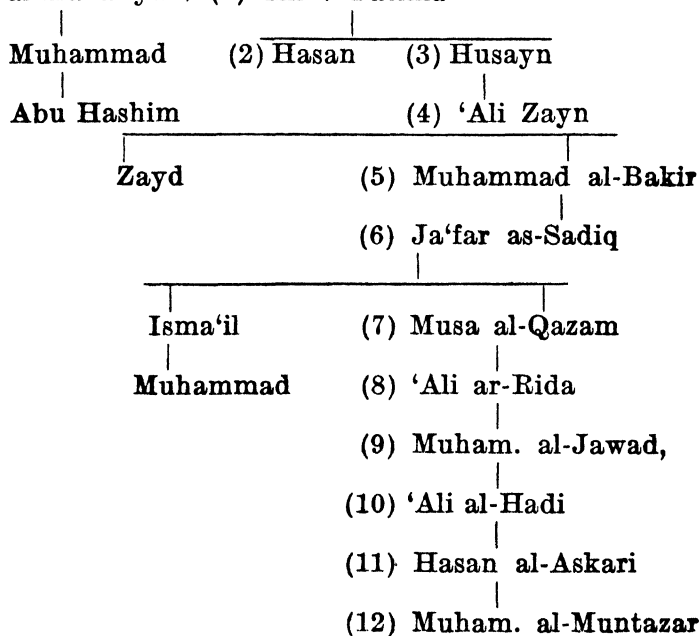 Muhammad (2) Hasan (3) Husayn
Abu Hashim (4) ‘Ali Zayn
Zayd (5) Muhammad al-Bakir
(6) Ja‘far as-Sadiq
Isma‘il (7) Musa al-Qazam
Muhammad (8) ‘Ali ar-Rida
(9) Muham. al-Jawad,
(10) ‘Ali al-Hadi
(11) Hasan al-Askari
(12) Muham. al-Muntazar